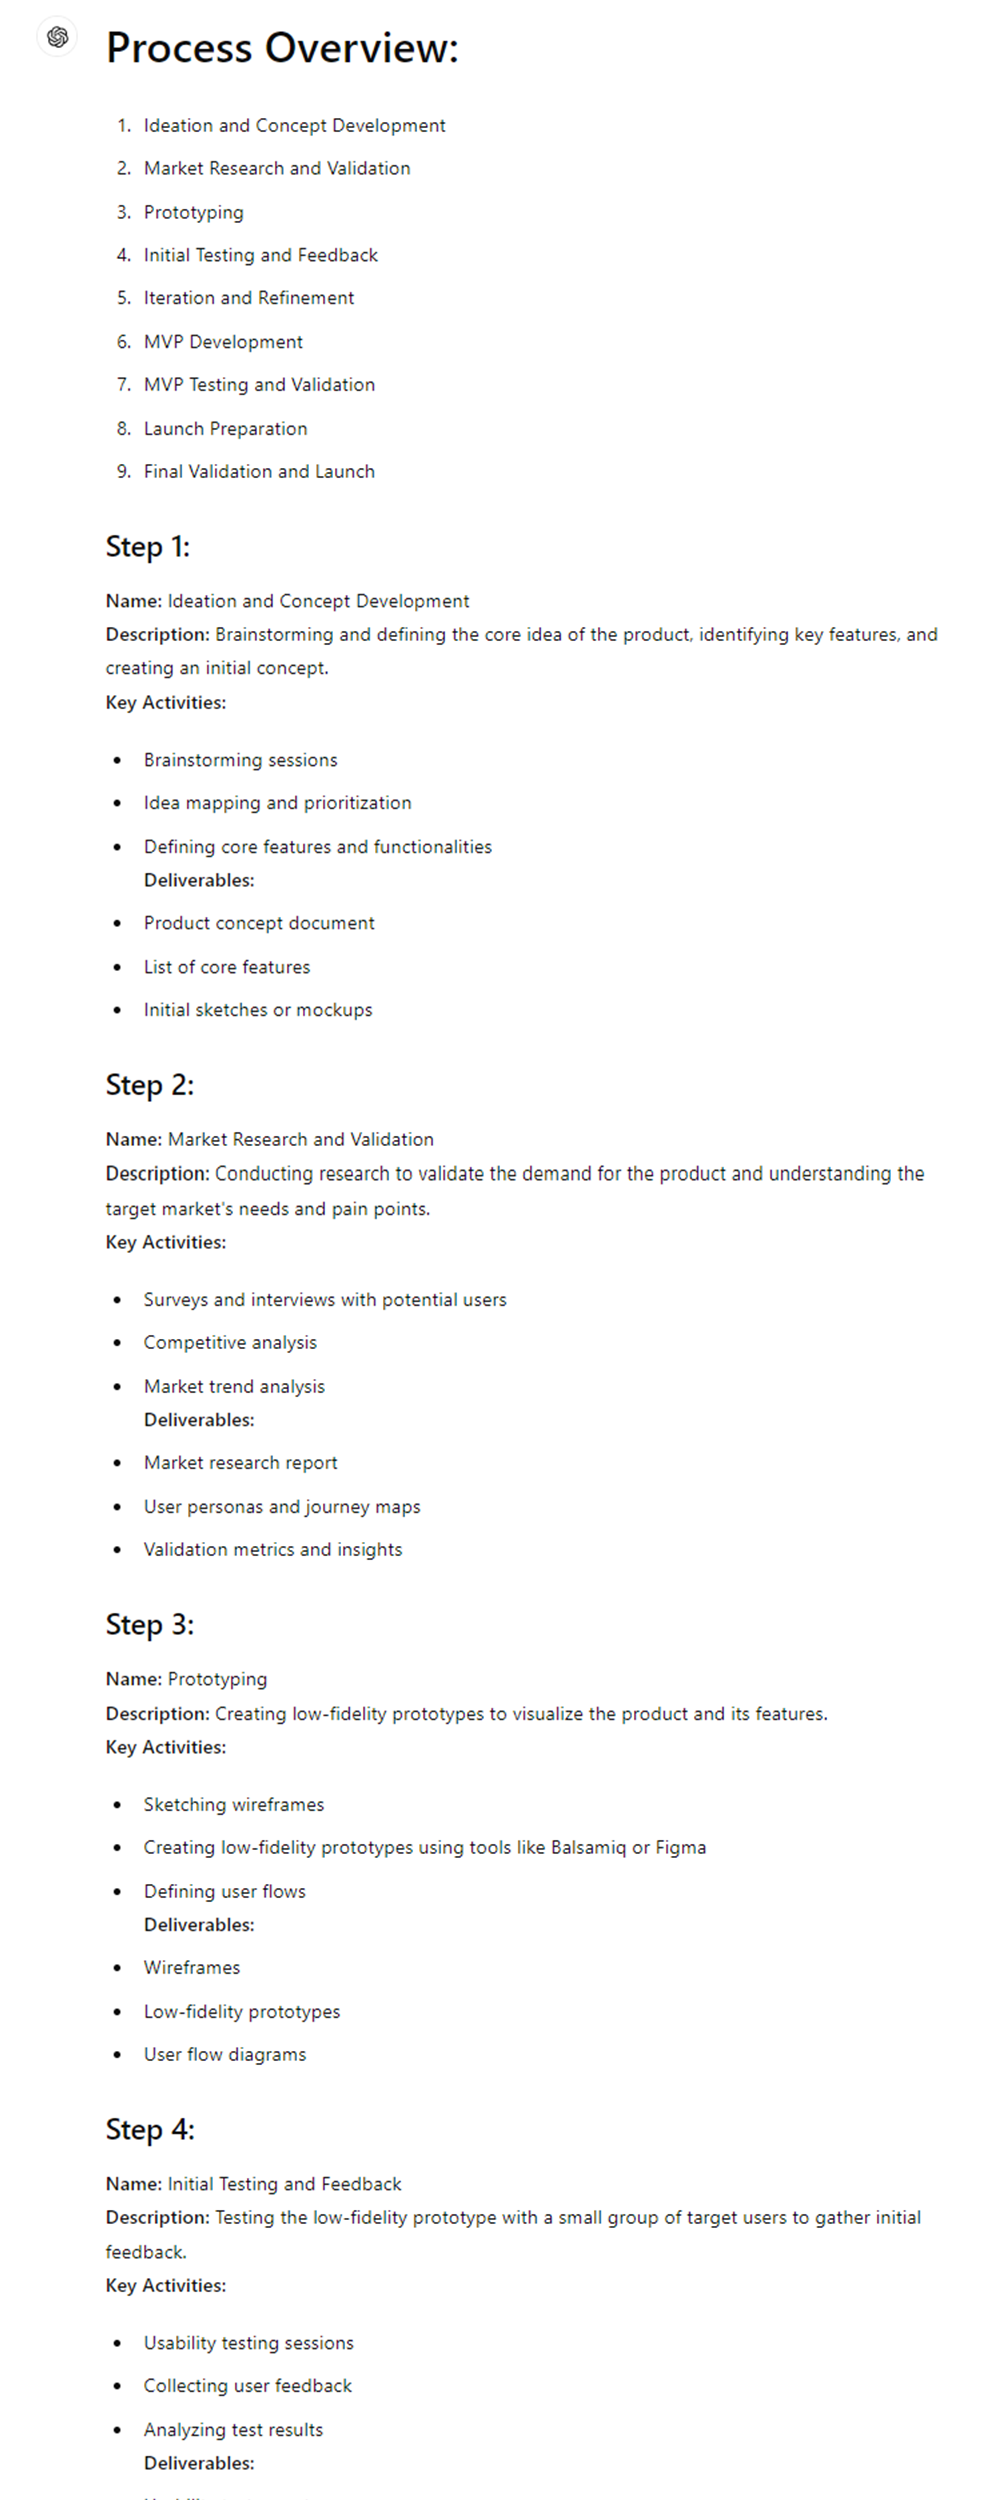 Process Overview:
1. Ideation and Concept Development
2. Market Research and Validation
3. Prototyping
4. Initial Testing and Feedback
5. Iteration and Refinement
6. MVP Development
7. MVP Testing and Validation
8. Launch Preparation
9. Final Validation and Launch
Step 1:
Name: Ideation and Concept Development
Description: Brainstorming and defining the core idea of the product, identifying key features, and
creating an initial concept.
Key Activities:
• Brainstorming sessions
• Idea mapping and prioritization
• Defining core features and functionalities
Deliverables:
• Product concept document
• List of core features
• Initial sketches or mockups
Step 2:
Name: Market Research and Validation
Description: Conducting research to validate the demand for the product and understanding the
target market's needs and pain points.
Key Activities:
• Surveys and interviews with potential users
• Competitive analysis
• Market trend analysis
Deliverables:
• Market research report
• User personas and journey maps
• Validation metrics and insights
Step 3:
Name: Prototyping
Description: Creating low-fidelity prototypes to visualize the product and its features.
Key Activities:
• Sketching wireframes
• Creating low-fidelity prototypes using tools like Balsamiq or Figma
• Defining user flows
Deliverables:
• Wireframes
• Low-fidelity prototypes
• User flow diagrams
Step 4:
Name: Initial Testing and Feedback
Description: Testing the low-fidelity prototype with a small group of target users to gather initial
feedback.
Key Activities:
• Usability testing sessions
• Collecting user feedback
• Analyzing test results
Deliverables: